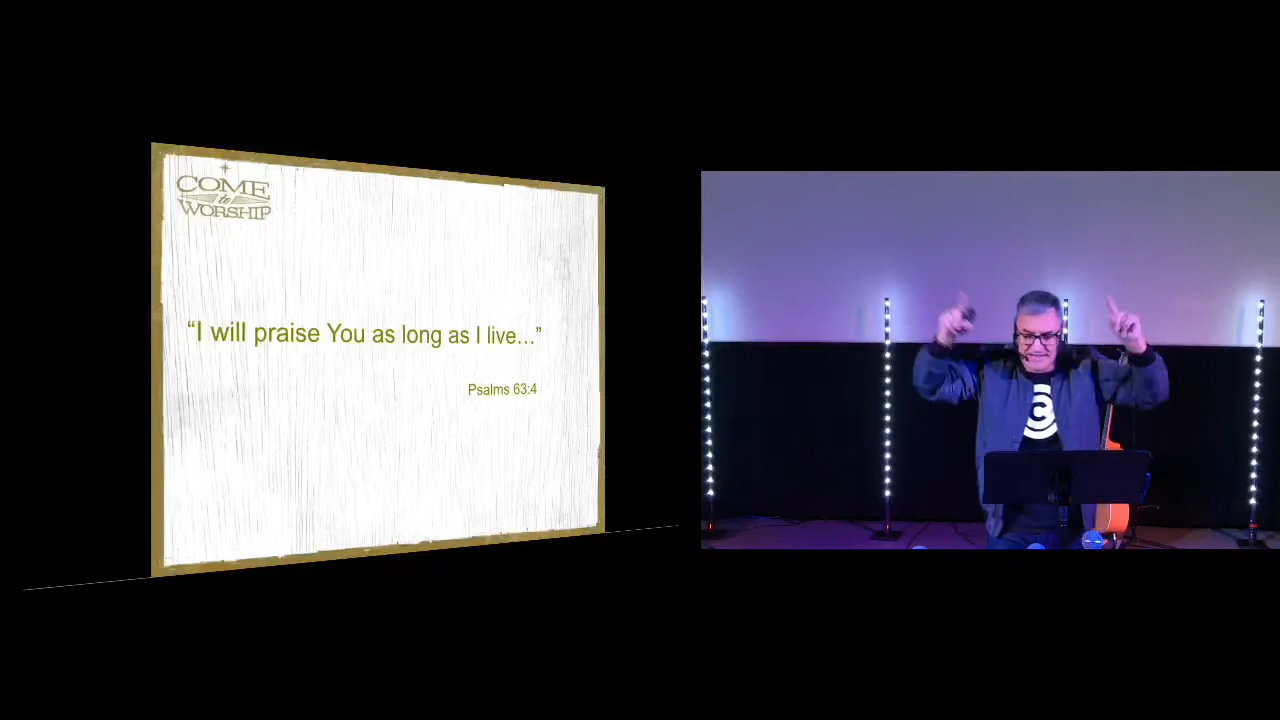 COME
to
WORSHIP
“I will praise You as long as I live…”
Psalms 63:4